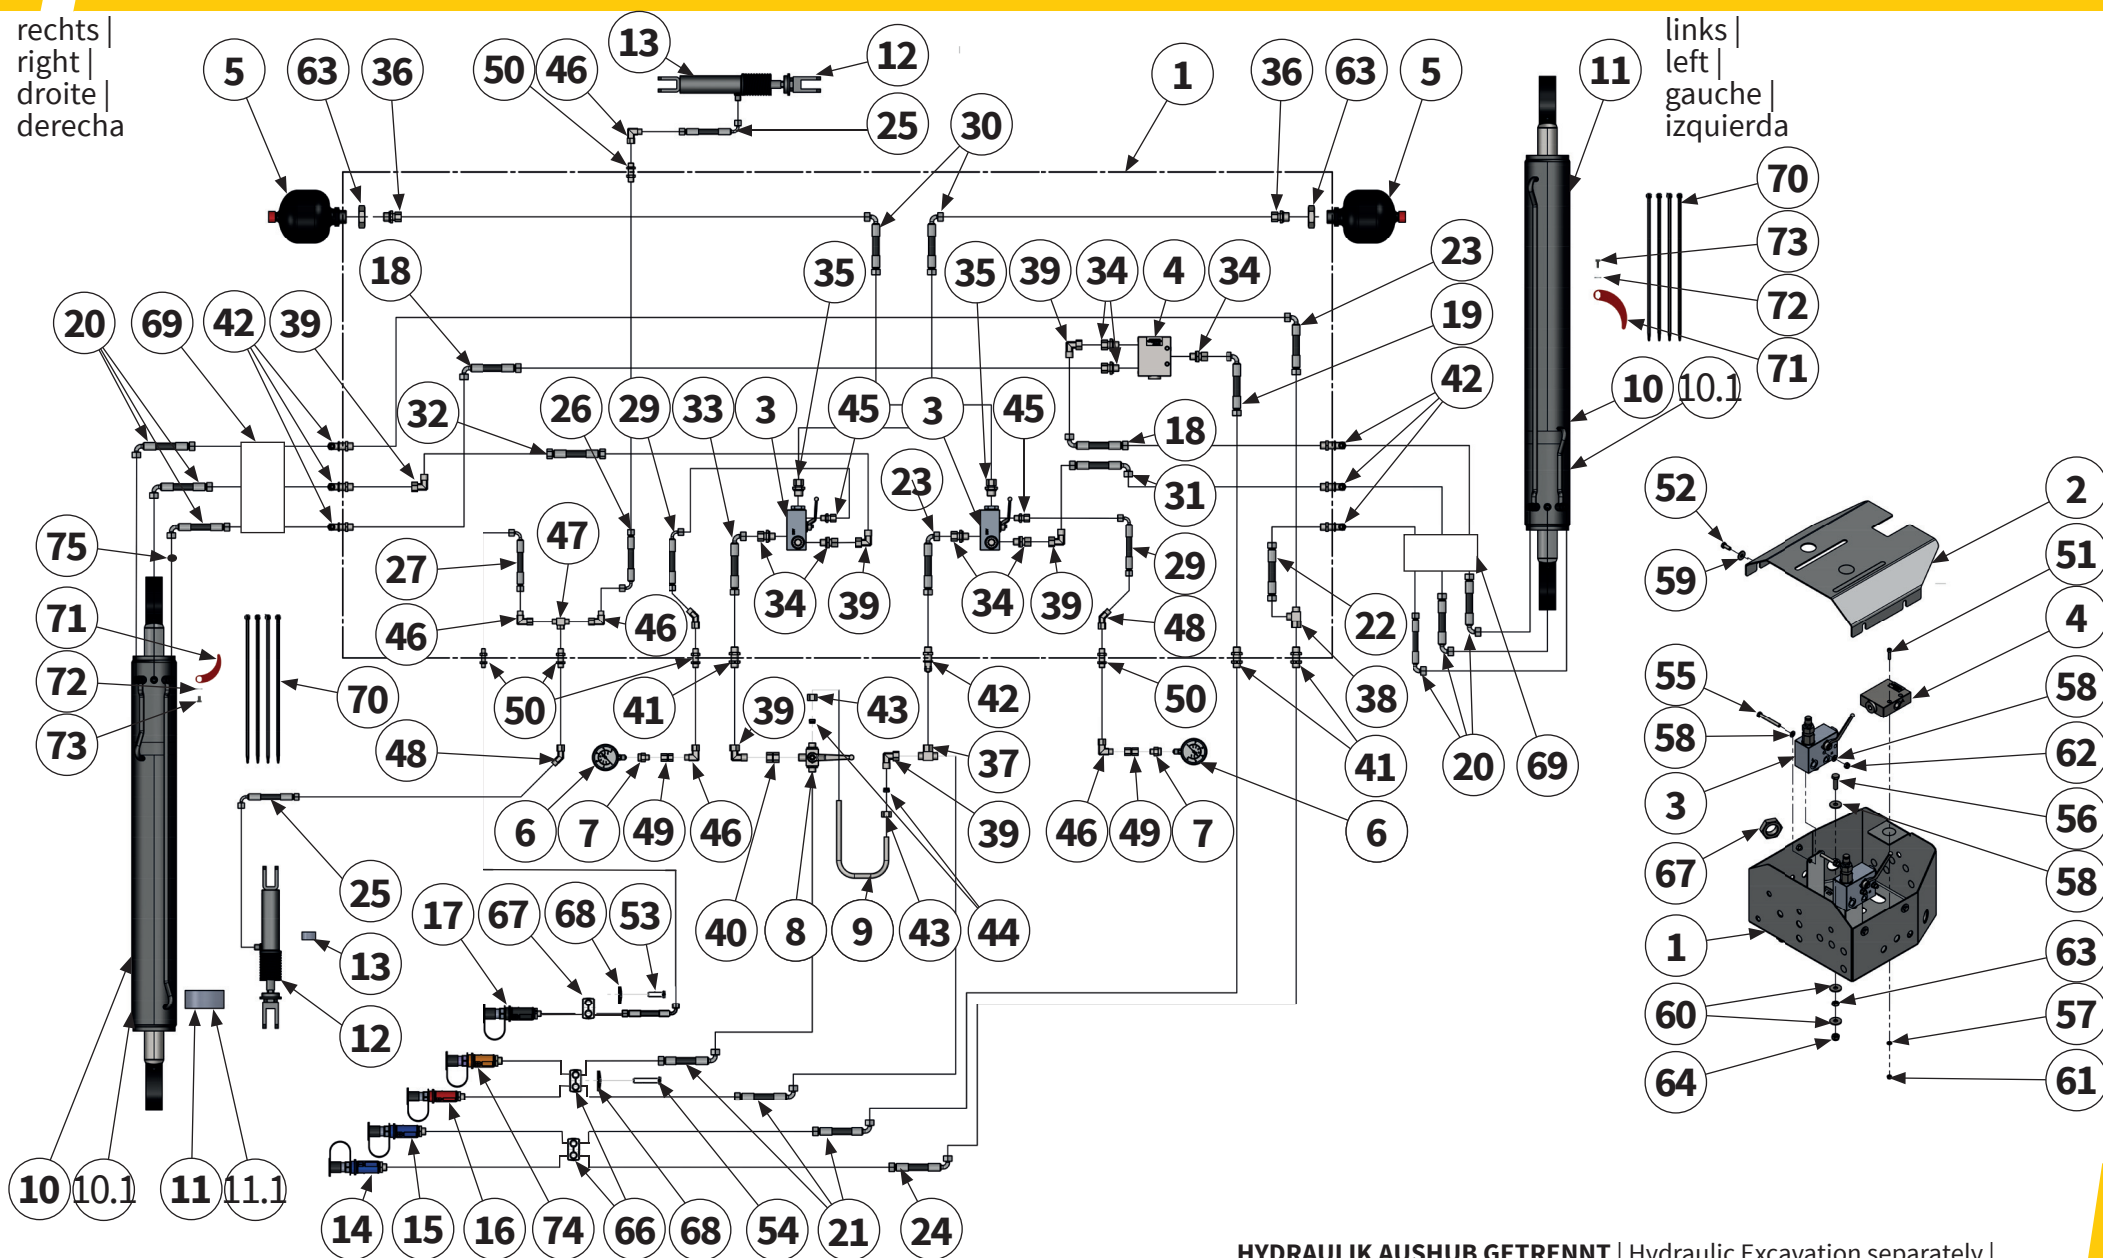 rechts |
right |
droite |
derecha
links |
left |
gauche |
izquierda
5 63 36 50 46 13 12 1 36 63 5 11
25 30
70
73
72
71
18 35 35 39 34 4 34 23
20 69 42 39 19
32 26 29 33 3 45 3 45 18 42 10 10.1
23 31
52 2
51
59 4
75 27 47 29
71 46 46 34 39 34 39 48 22
72 70 50 41 42 50 38 55 58
73 48 39 43 37 41 20 69 58 62
6 7 49 46 40 39 46 49 7 6 3 56
67 58
25 17 67 68 53 40 8 9 43 44
13 1 63
12 60 57
64 61
10 10.1 11 11.1
14 15 16 74 66 68 54 21 24
HYDRAULIK AUSHUB GETRENNT | Hydraulic Excavation separately |